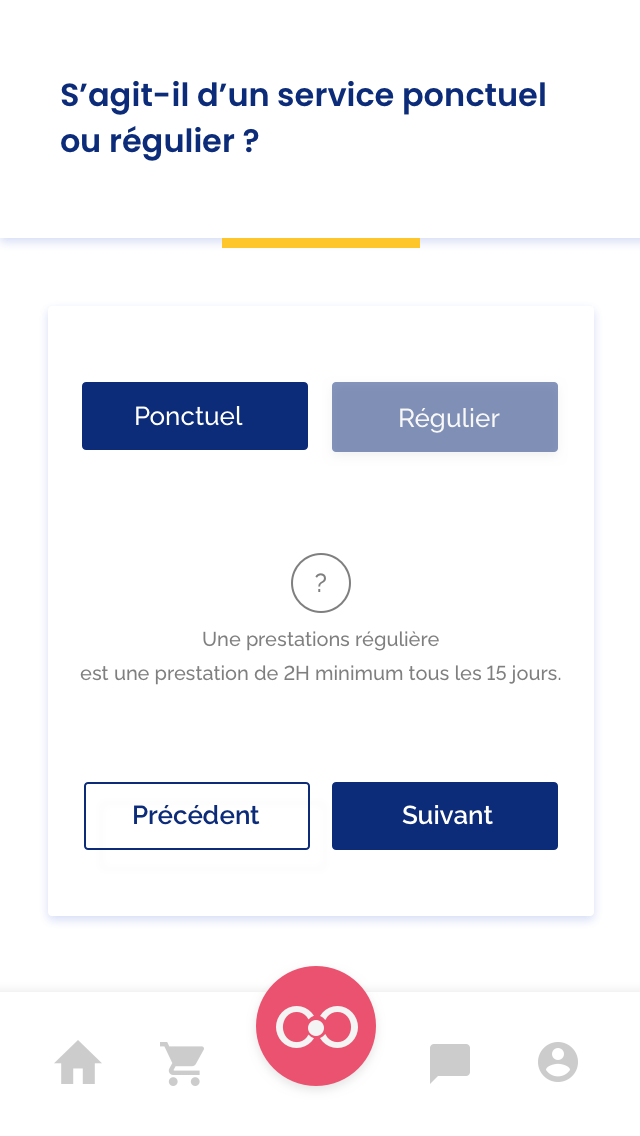 S’agit-il d’un service ponctuel
ou régulier ?
Ponctuel
Régulier
?
Une prestations régulière
est une prestation de 2H minimum tous les 15 jours.
Précédent
Suivant